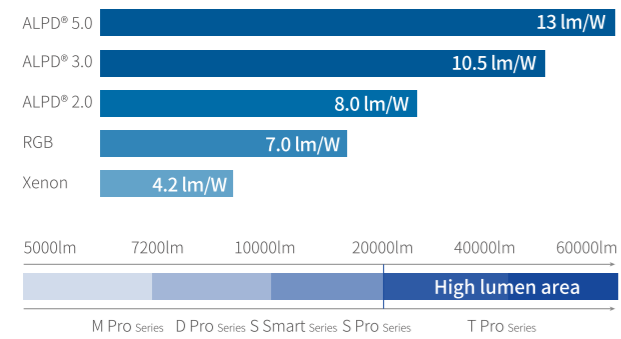 ALPD® 5.0 13 lm/W
ALPD® 3.0 10.5 lm/W
ALPD® 2.0 8.0 lm/W
RGB 7.0 lm/W
Xenon 4.2 lm/W
5000lm 7200lm 10000lm 20000lm 40000lm 60000lm
High lumen area
M Pro Series D Pro Series S Smart Series S Pro Series T Pro Series